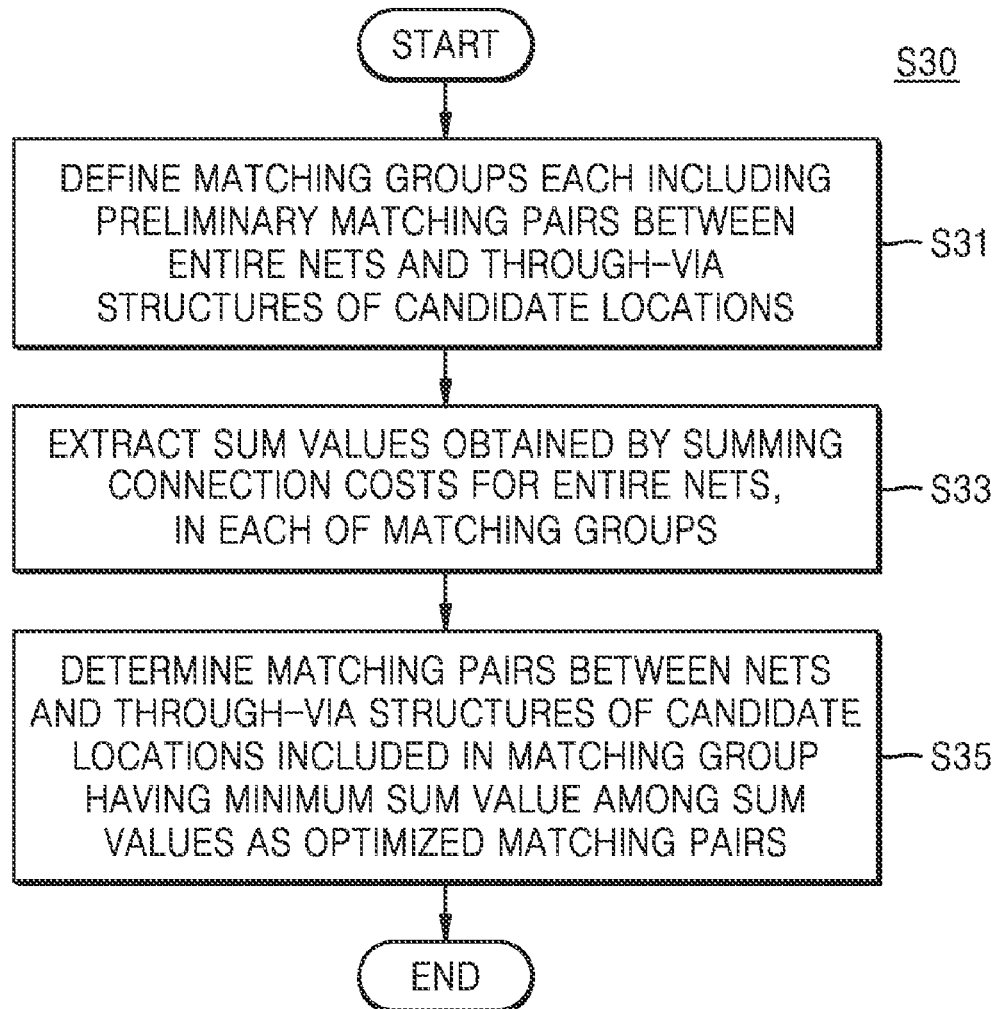 START
S30
DEFINE MATCHING GROUPS EACH INCLUDING
PRELIMINARY MATCHING PAIRS BETWEEN
ENTIRE NETS AND THROUGH-VIA
STRUCTURES OF CANDIDATE LOCATIONS
S31
EXTRACT SUM VALUES OBTAINED BY SUMMING
CONNECTION COSTS FOR ENTIRE NETS,
IN EACH OF MATCHING GROUPS
S33
DETERMINE MATCHING PAIRS BETWEEN NETS
AND THROUGH-VIA STRUCTURES OF CANDIDATE
LOCATIONS INCLUDED IN MATCHING GROUP
HAVING MINIMUM SUM VALUE AMONG SUM
VALUES AS OPTIMIZED MATCHING PAIRS
S35
END